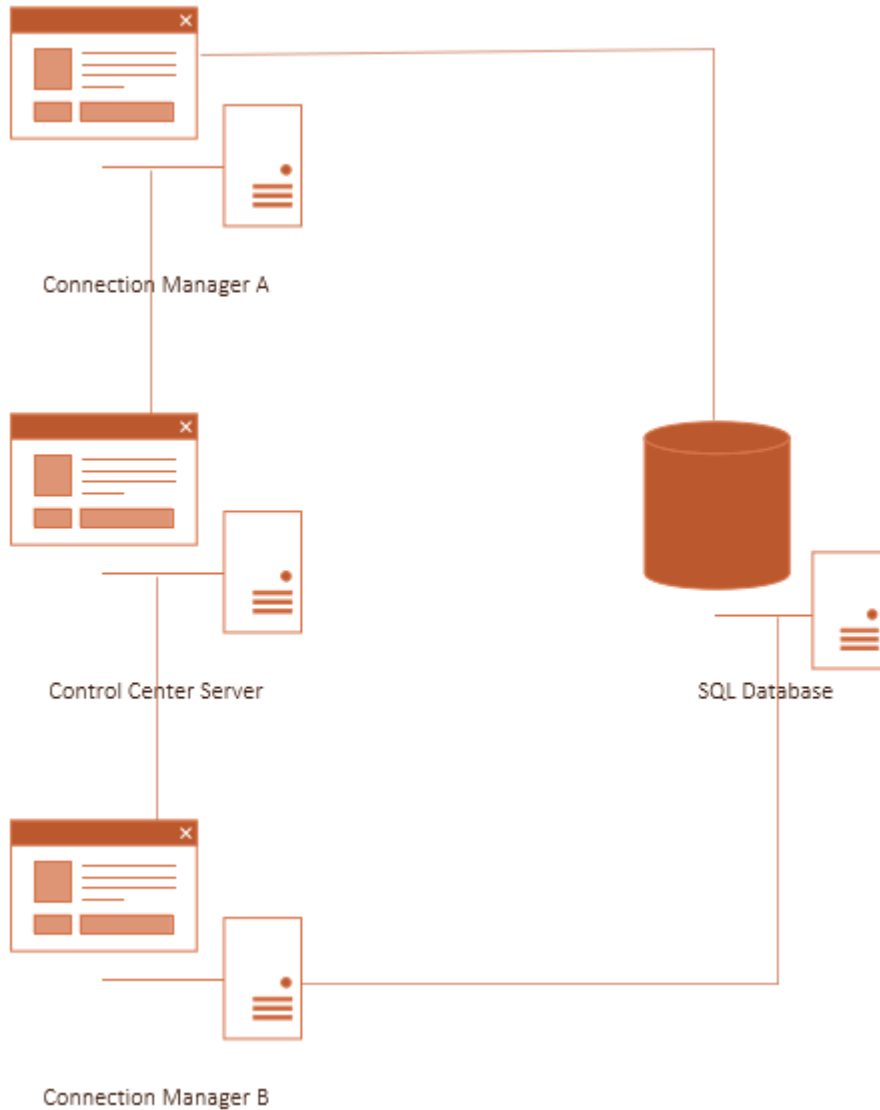 Connection Manager A
Control Center Server
SQL Database
Connection Manager B